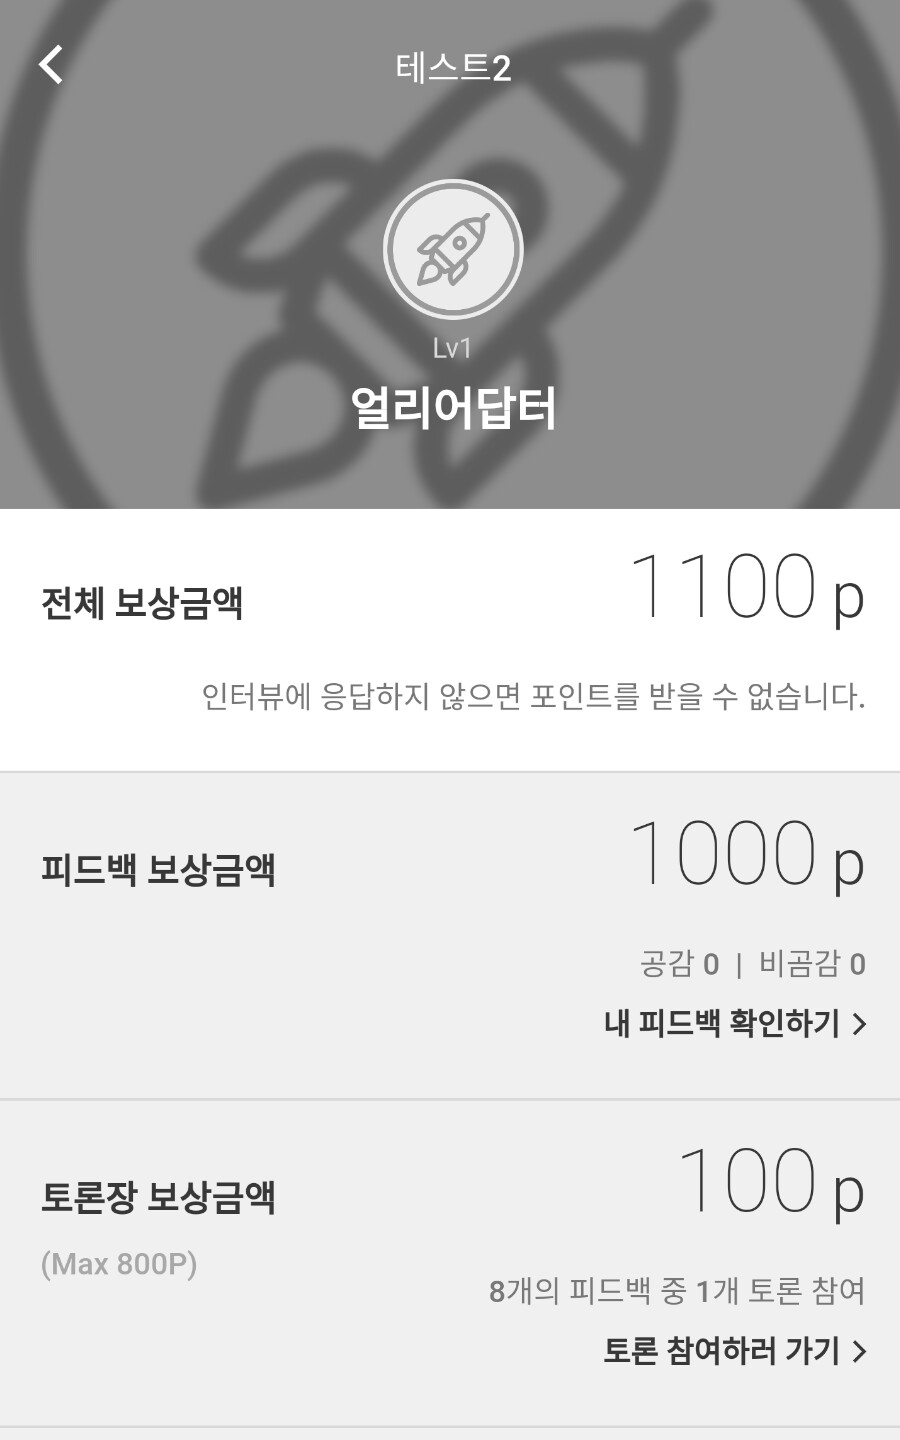 테스트2
Lv1
얼리어답터
전체 보상금액
1100 p
인터뷰에 응답하지 않으면 포인트를 받을 수 없습니다.
피드백 보상금액
1000 p
공감 0 | 비곰감 0
내 피드백 확인하기
토론장 보상금액
100 p
(Max 800P)
8개의 피드백 중 1개 토론 참여
토론 참여하러 가기